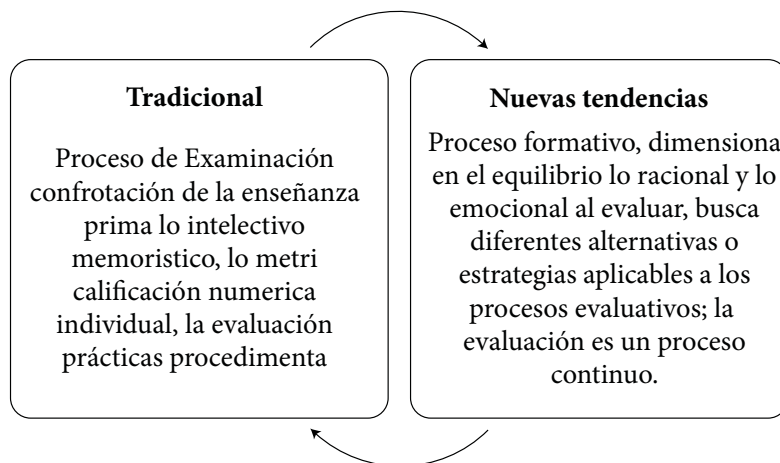 Tradicional
Proceso de Examinación
confrotación de la enseñanza
prima lo intelectivo
memoristico, lo metri
calificación numerica
individual, la evaluación
prácticas procedimenta
Nuevas tendencias
Proceso formativo, dimensiona
en el equilibrio lo racional y lo
emocional al evaluar, busca
diferentes alternativas o
estrategias aplicables a los
procesos evaluativos; la
evaluación es un proceso
continuo.